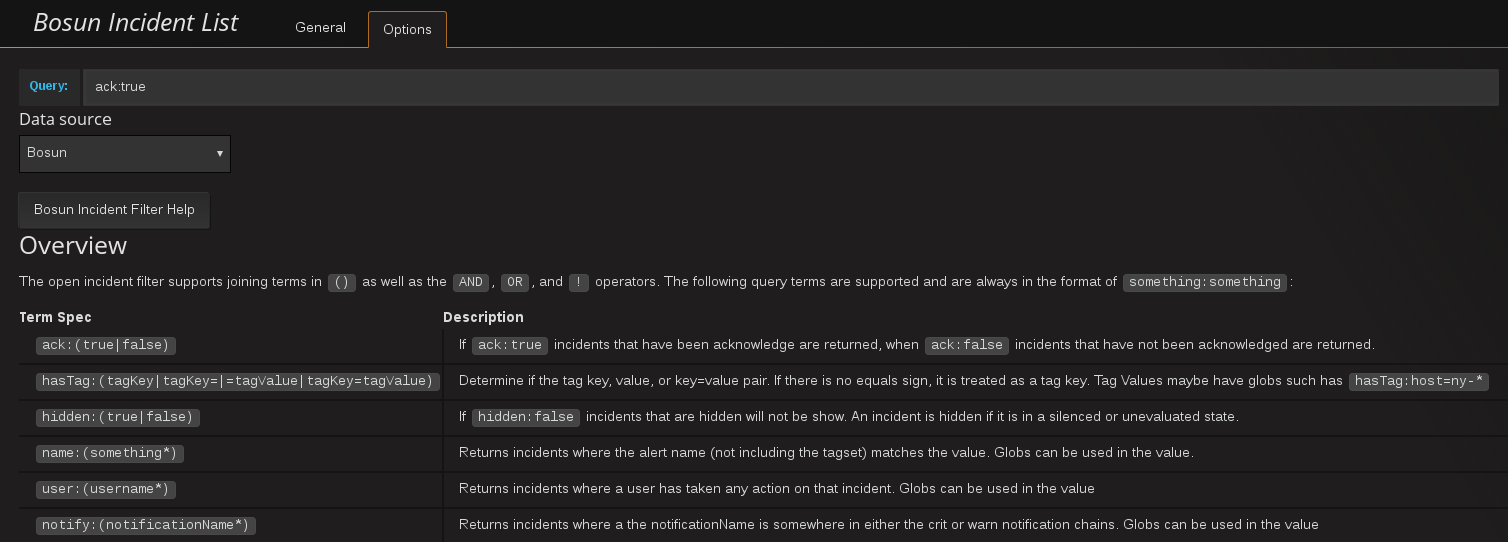 Bosun Incident List General Options
Query: ack:true
Data source
Bosun
Bosun Incident Filter Help
Overview
The open incident filter supports joining terms in () as well as the AND, OR, and ! operators. The following query terms are supported and are always in the format of something:something:
Term Spec Description
ack:(true|false) If ack:true incidents that have been acknowledge are returned, when ack:false incidents that have not been acknowledged are returned.
hasTag:(tagKey|tagKey=|=tagValue|tagKey=tagValue) Determine if the tag key, value, or key=value pair. If there is no equals sign, it is treated as a tag key. Tag Values maybe have globs such has hasTag:host=ny-*
hidden:(true|false) If hidden:false incidents that are hidden will not be show. An incident is hidden if it is in a silenced or unevaluated state.
name:(something*) Returns incidents where the alert name (not including the tagset) matches the value. Globs can be used in the value.
user:(username*) Returns incidents where a user has taken any action on that incident. Globs can be used in the value
notify:(notificationName*) Returns incidents where a the notificationName is somewhere in either the crit or warn notification chains. Globs can be used in the value